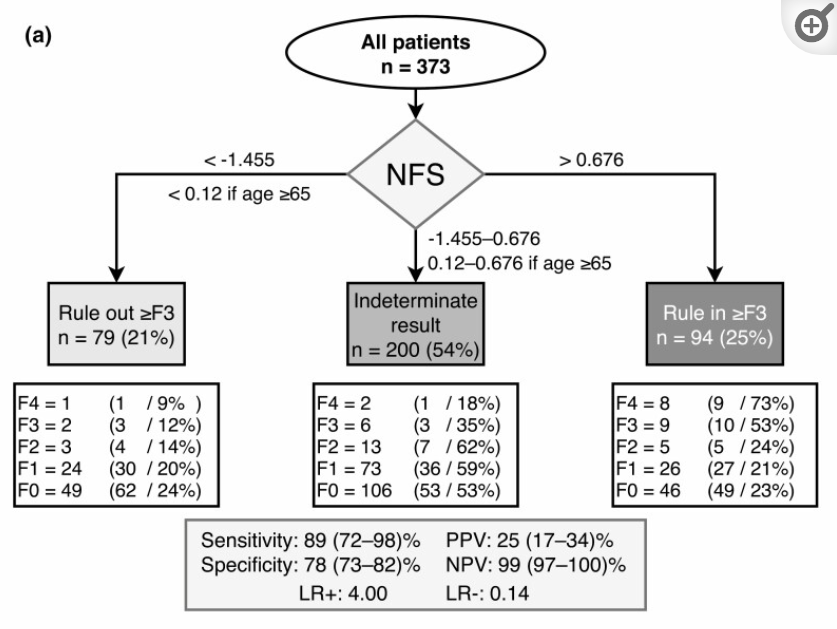 (a)
All patients
n = 373
NFS
< -1.455
< 0.12 if age ≥65
> 0.676
-1.455–0.676
0.12–0.676 if age ≥65
Rule out ≥F3
n = 79 (21%)
Indeterminate
result
n = 200 (54%)
Rule in ≥F3
n = 94 (25%)
F4 = 1 (1 / 9% )
F3 = 2 (3 / 12%)
F2 = 3 (4 / 14%)
F1 = 24 (30 / 20%)
F0 = 49 (62 / 24%)
F4 = 2 (1 / 18%)
F3 = 6 (3 / 35%)
F2 = 13 (7 / 62%)
F1 = 73 (36 / 59%)
F0 = 106 (53 / 53%)
F4 = 8 (9 / 73%)
F3 = 9 (10 / 53%)
F2 = 5 (5 / 24%)
F1 = 26 (27 / 21%)
F0 = 46 (49 / 23%)
Sensitivity: 89 (72–98)% PPV: 25 (17–34)%
Specificity: 78 (73–82)% NPV: 99 (97–100)%
LR+: 4.00 LR-: 0.14